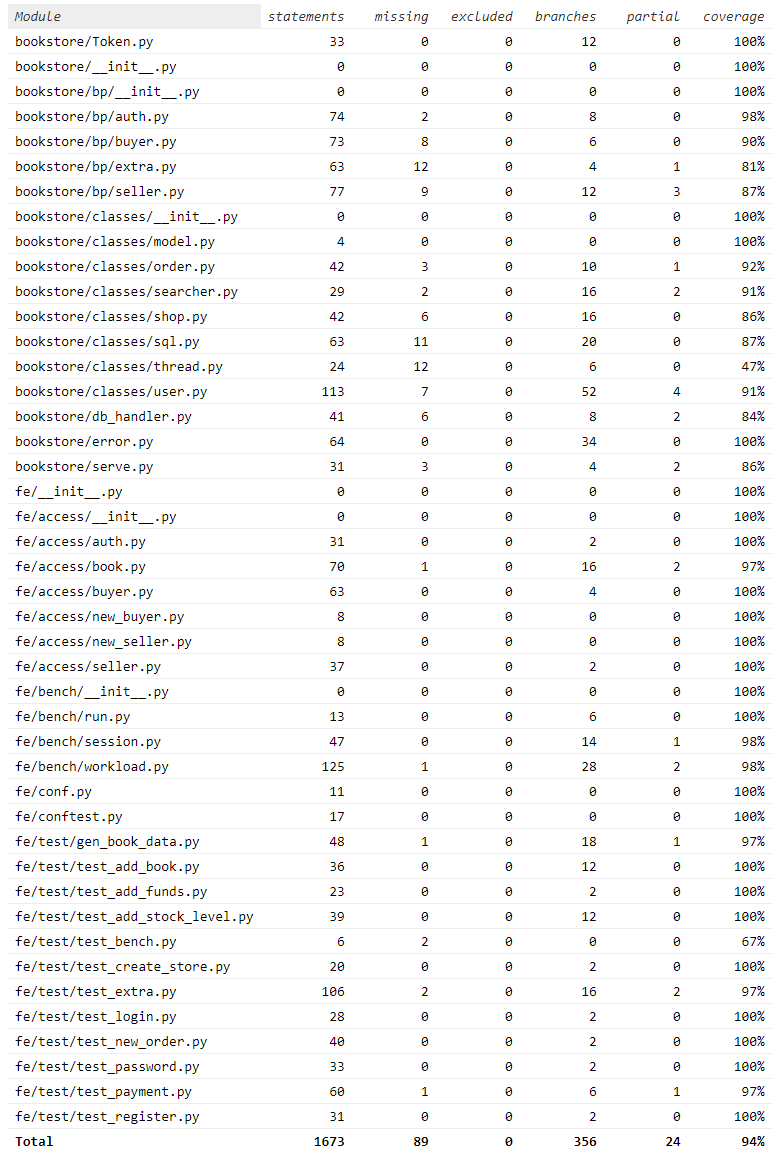 Module statements missing excluded branches partial coverage
bookstore/Token.py 33 0 0 12 0 100%
bookstore/__init__.py 0 0 0 0 0 100%
bookstore/bp/__init__.py 0 0 0 0 0 100%
bookstore/bp/auth.py 74 2 0 8 0 98%
bookstore/bp/buyer.py 73 8 0 6 0 90%
bookstore/bp/extra.py 63 12 0 4 1 81%
bookstore/bp/seller.py 77 9 0 12 3 87%
bookstore/classes/__init__.py 0 0 0 0 0 100%
bookstore/classes/model.py 4 0 0 0 0 100%
bookstore/classes/order.py 42 3 0 10 1 92%
bookstore/classes/searcher.py 29 2 0 16 2 91%
bookstore/classes/shop.py 42 6 0 16 0 86%
bookstore/classes/sql.py 63 11 0 20 0 87%
bookstore/classes/thread.py 24 12 0 6 0 47%
bookstore/classes/user.py 113 7 0 52 4 91%
bookstore/db_handler.py 41 6 0 8 2 84%
bookstore/error.py 64 0 0 34 0 100%
bookstore/serve.py 31 3 0 4 2 86%
fe/__init__.py 0 0 0 0 0 100%
fe/access/__init__.py 0 0 0 0 0 100%
fe/access/auth.py 31 0 0 2 0 100%
fe/access/book.py 70 1 0 16 2 97%
fe/access/buyer.py 63 0 0 4 0 100%
fe/access/new_buyer.py 8 0 0 0 0 100%
fe/access/new_seller.py 8 0 0 0 0 100%
fe/access/seller.py 37 0 0 2 0 100%
fe/bench/__init__.py 0 0 0 0 0 100%
fe/bench/run.py 13 0 0 6 0 100%
fe/bench/session.py 47 0 0 14 1 98%
fe/bench/workload.py 125 1 0 28 2 98%
fe/conf.py 11 0 0 0 0 100%
fe/conftest.py 17 0 0 0 0 100%
fe/test/gen_book_data.py 48 1 0 18 1 97%
fe/test/test_add_book.py 36 0 0 12 0 100%
fe/test/test_add_funds.py 23 0 0 2 0 100%
fe/test/test_add_stock_level.py 39 0 0 12 0 100%
fe/test/test_bench.py 6 2 0 0 0 67%
fe/test/test_create_store.py 20 0 0 2 0 100%
fe/test/test_extra.py 106 2 0 16 2 97%
fe/test/test_login.py 28 0 0 2 0 100%
fe/test/test_new_order.py 40 0 0 2 0 100%
fe/test/test_password.py 33 0 0 2 0 100%
fe/test/test_payment.py 60 1 0 6 1 97%
fe/test/test_register.py 31 0 0 2 0 100%
Total 1673 89 0 356 24 94%